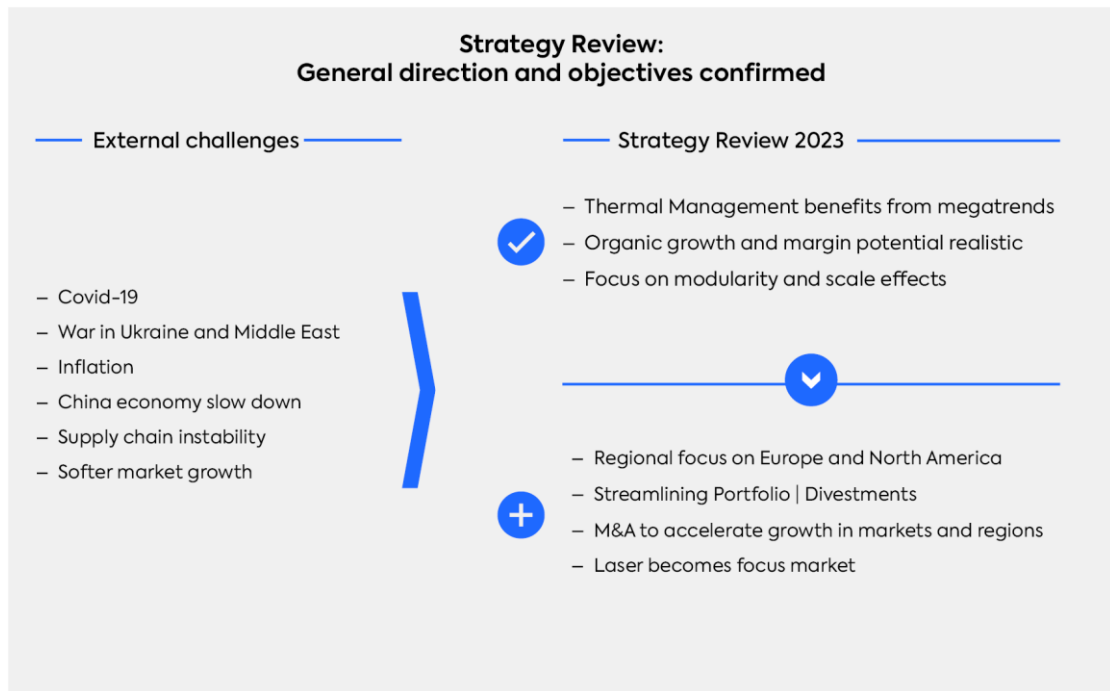 Strategy Review:
General direction and objectives confirmed
External challenges
– Covid-19
– War in Ukraine and Middle East
– Inflation
– China economy slow down
– Supply chain instability
– Softer market growth
Strategy Review 2023
– Thermal Management benefits from megatrends
– Organic growth and margin potential realistic
– Focus on modularity and scale effects
– Regional focus on Europe and North America
– Streamlining Portfolio | Divestments
– M&A to accelerate growth in markets and regions
– Laser becomes focus market